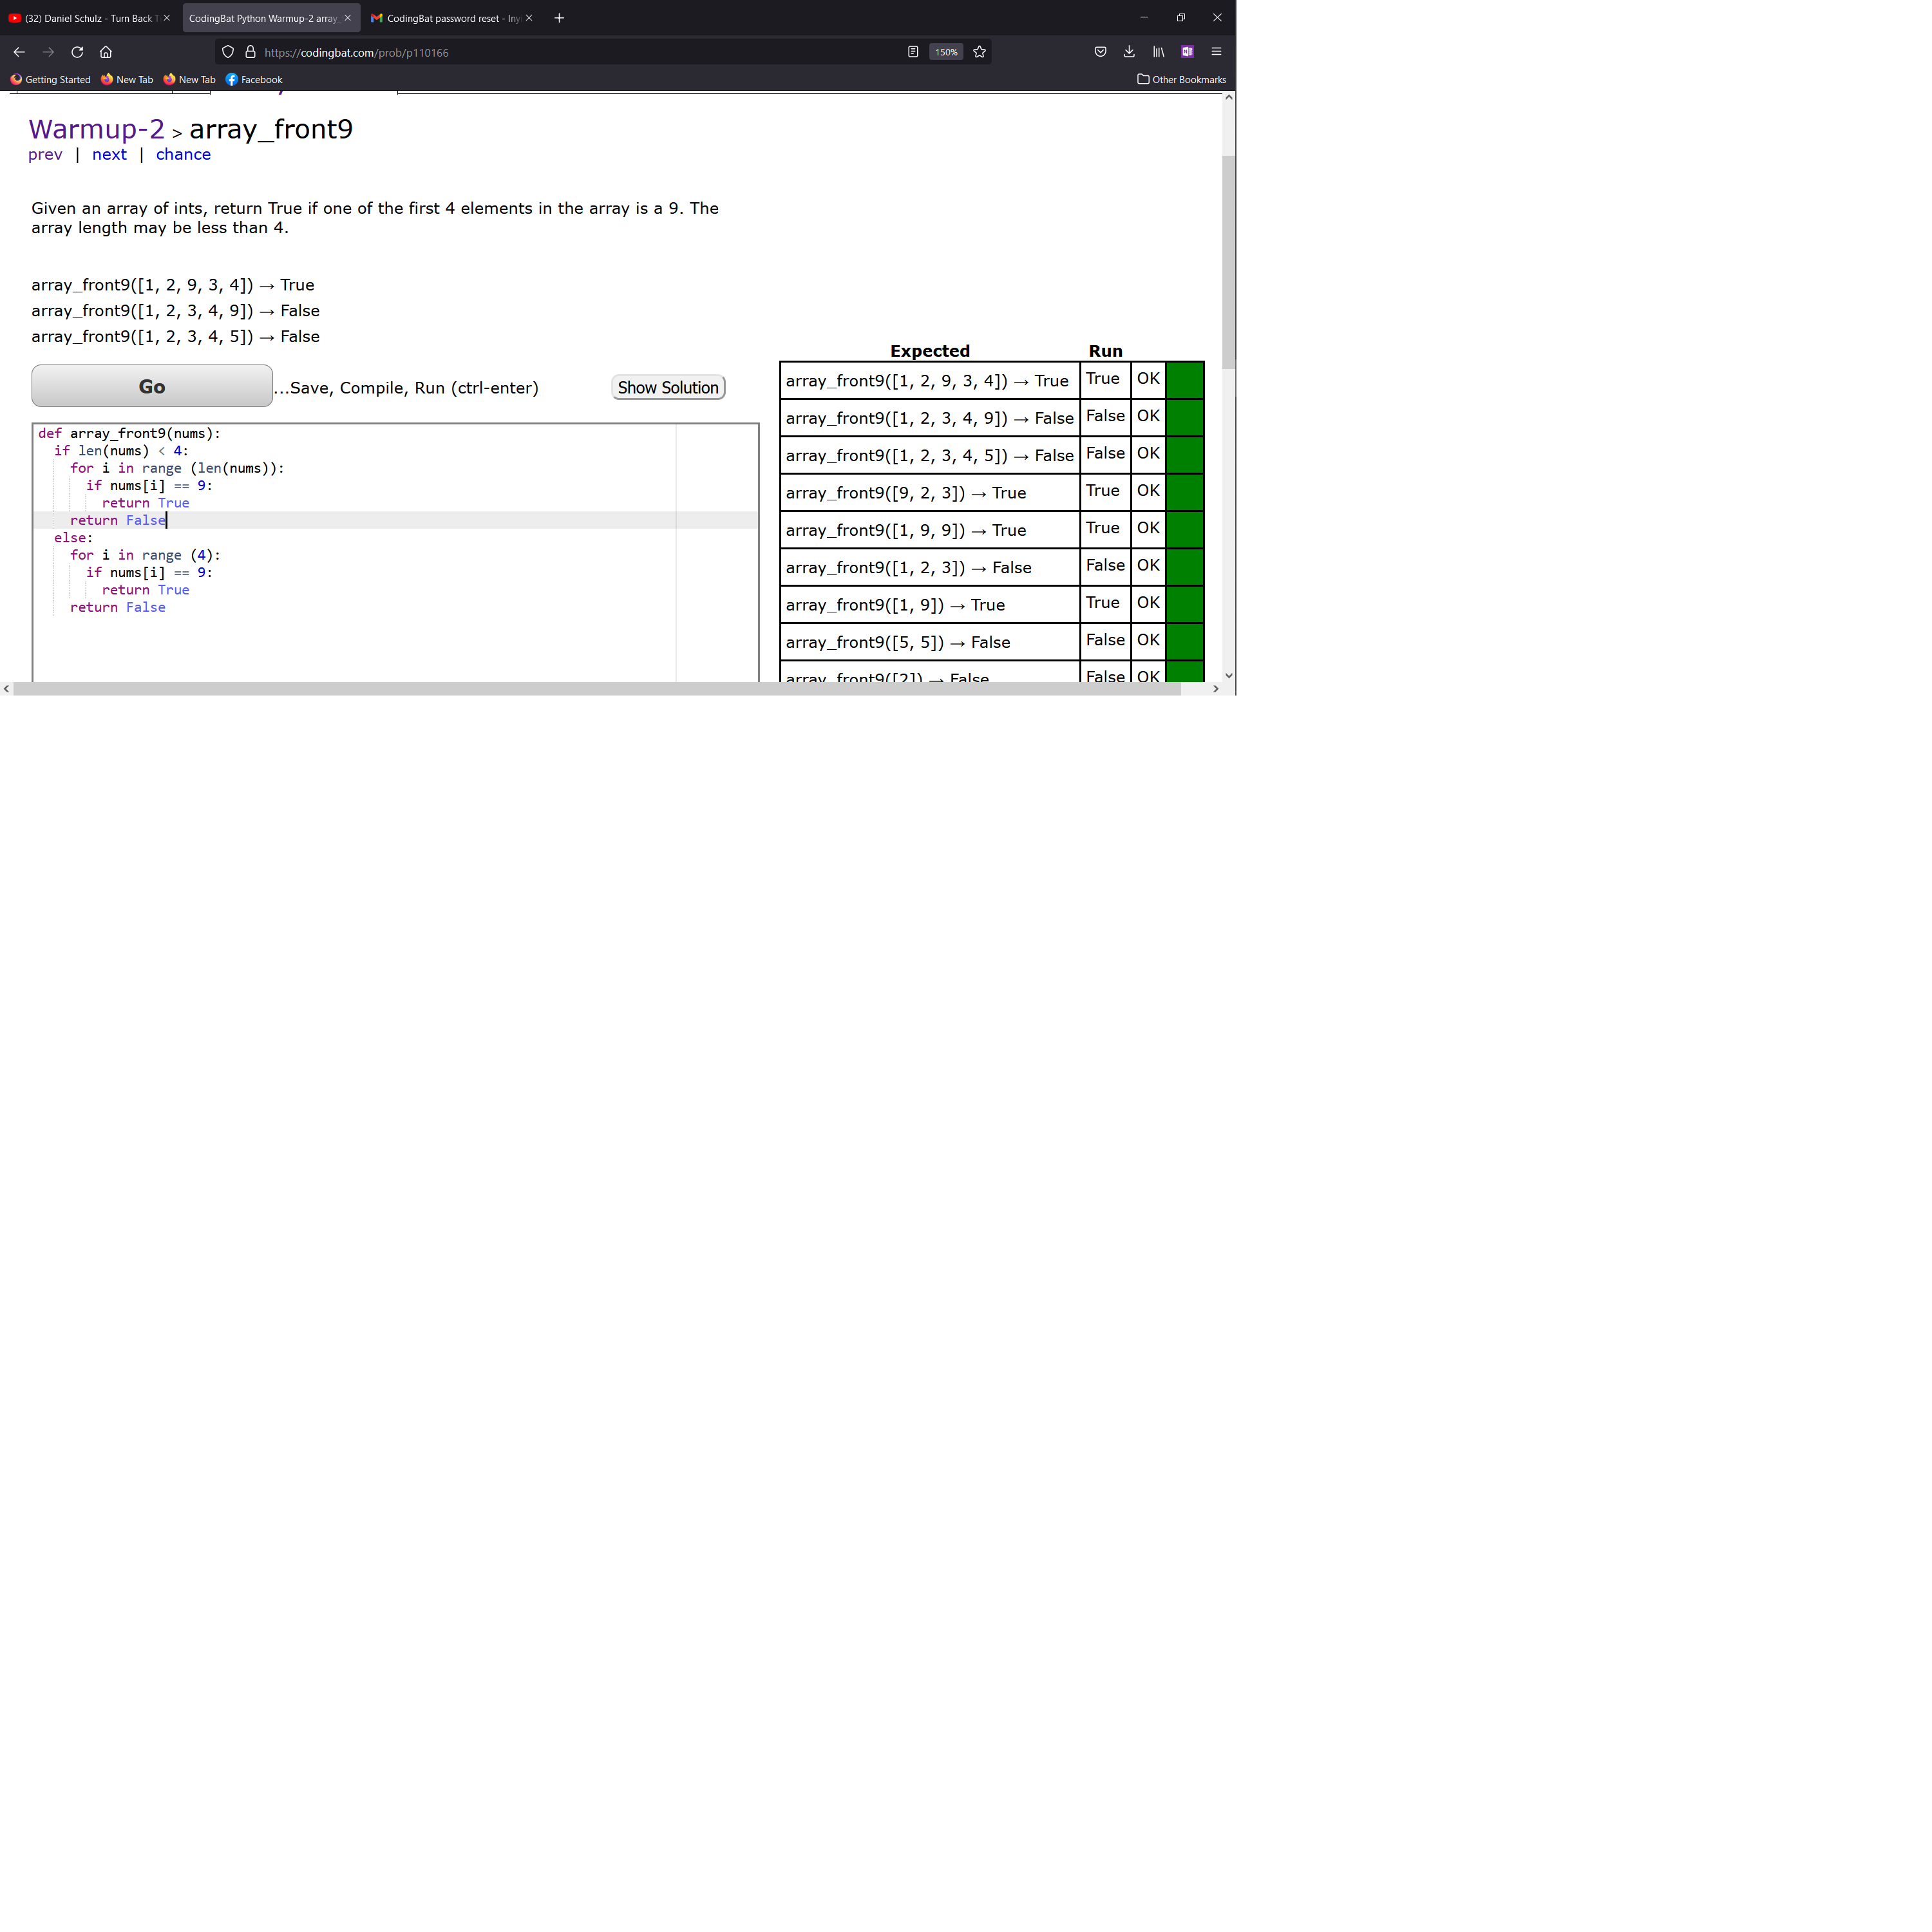 (32) Daniel Schulz - Turn Back T
CodingBat Python Warmup-2 array_
CodingBat password reset - Iny
https://codingbat.com/prob/p110166
150%
Getting Started
New Tab
New Tab
Facebook
Other Bookmarks
Warmup-2 > array_front9
prev | next | chance
Given an array of ints, return True if one of the first 4 elements in the array is a 9. The
array length may be less than 4.
array_front9([1, 2, 9, 3, 4]) → True
array_front9([1, 2, 3, 4, 9]) → False
array_front9([1, 2, 3, 4, 5]) → False
Go
...Save, Compile, Run (ctrl-enter)
Show Solution
def array_front9(nums):
  if len(nums) < 4:
    for i in range (len(nums)):
      if nums[i] == 9:
        return True
    return False
  else:
    for i in range (4):
      if nums[i] == 9:
        return True
    return False
Expected Run
array_front9([1, 2, 9, 3, 4]) → True True OK
array_front9([1, 2, 3, 4, 9]) → False False OK
array_front9([1, 2, 3, 4, 5]) → False False OK
array_front9([9, 2, 3]) → True True OK
array_front9([1, 9, 9]) → True True OK
array_front9([1, 2, 3]) → False False OK
array_front9([1, 9]) → True True OK
array_front9([5, 5]) → False False OK
array_front9([2]) → False False OK